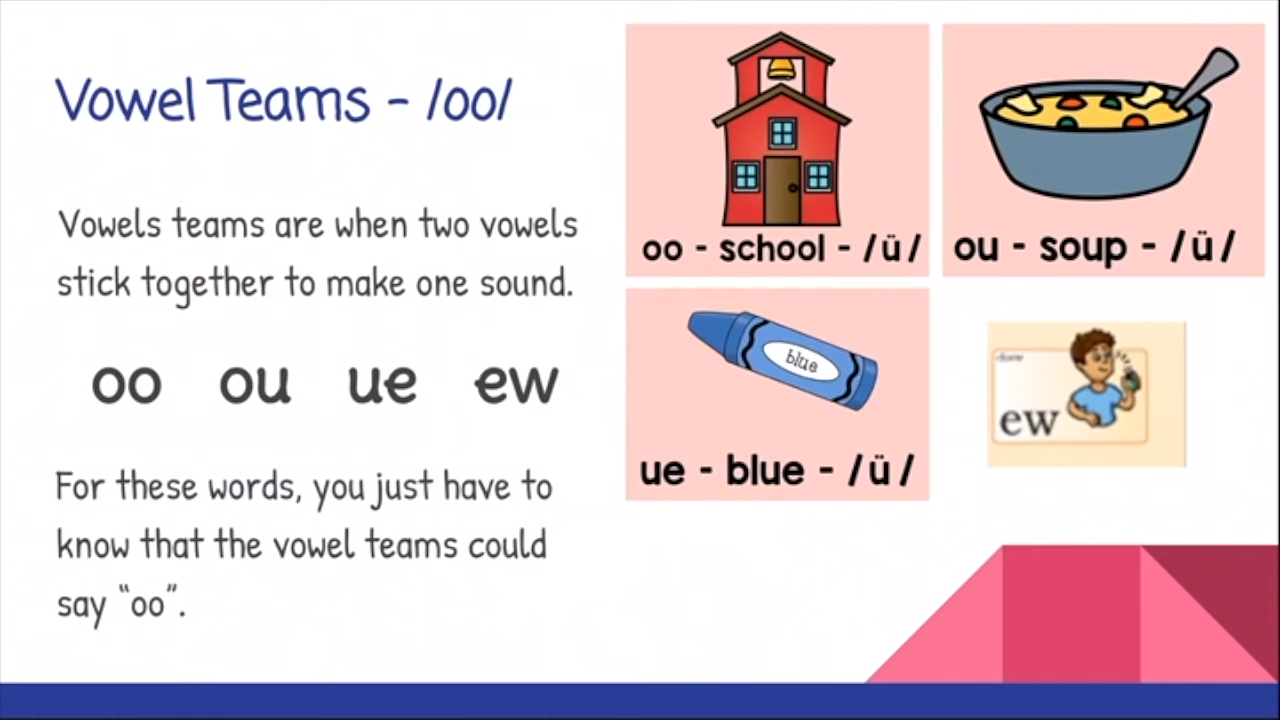 Vowel Teams - /oo/
Vowels teams are when two vowels
stick together to make one sound.
oo ou ue ew
For these words, you just have to
know that the vowel teams could
say “oo”.
oo - school - /ü/
ou - soup - /ü/
blue
ue - blue - /ü/
ew